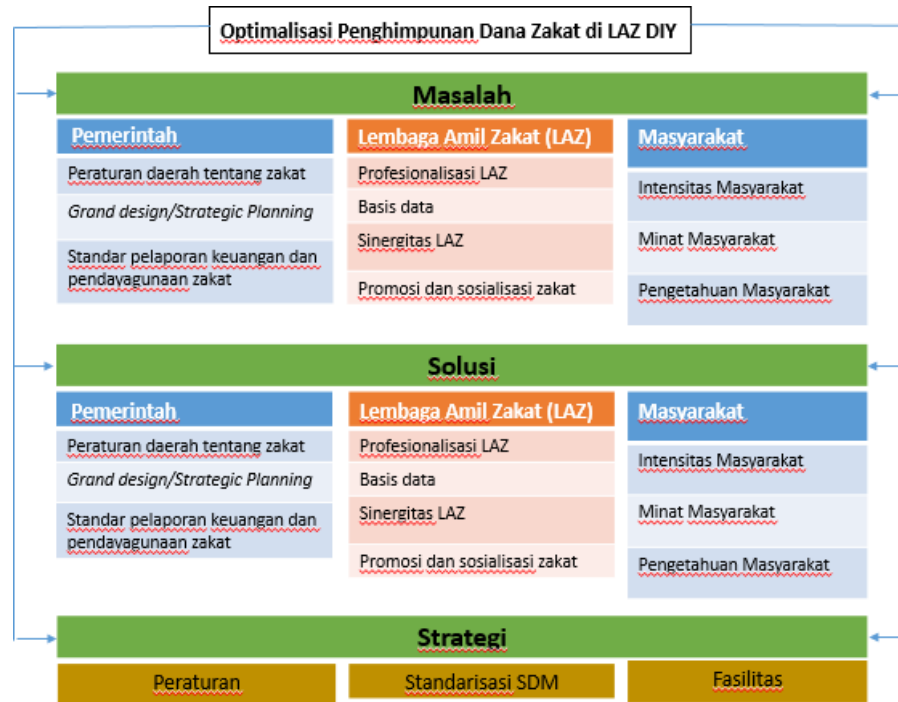 Optimalisasi Penghimpunan Dana Zakat di LAZ DIY
Masalah
Pemerintah
Peraturan daerah tentang zakat
Grand design/Strategic Planning
Standar pelaporan keuangan dan
pendayagunaan zakat
Lembaga Amil Zakat (LAZ)
Profesionalisasi LAZ
Basis data
Sinergitas LAZ
Promosi dan sosialisasi zakat
Masyarakat
Intensitas Masyarakat
Minat Masyarakat
Pengetahuan Masyarakat
Solusi
Pemerintah
Peraturan daerah tentang zakat
Grand design/Strategic Planning
Standar pelaporan keuangan dan
pendayagunaan zakat
Lembaga Amil Zakat (LAZ)
Profesionalisasi LAZ
Basis data
Sinergitas LAZ
Promosi dan sosialisasi zakat
Masyarakat
Intensitas Masyarakat
Minat Masyarakat
Pengetahuan Masyarakat
Strategi
Peraturan
Standarisasi SDM
Fasilitas